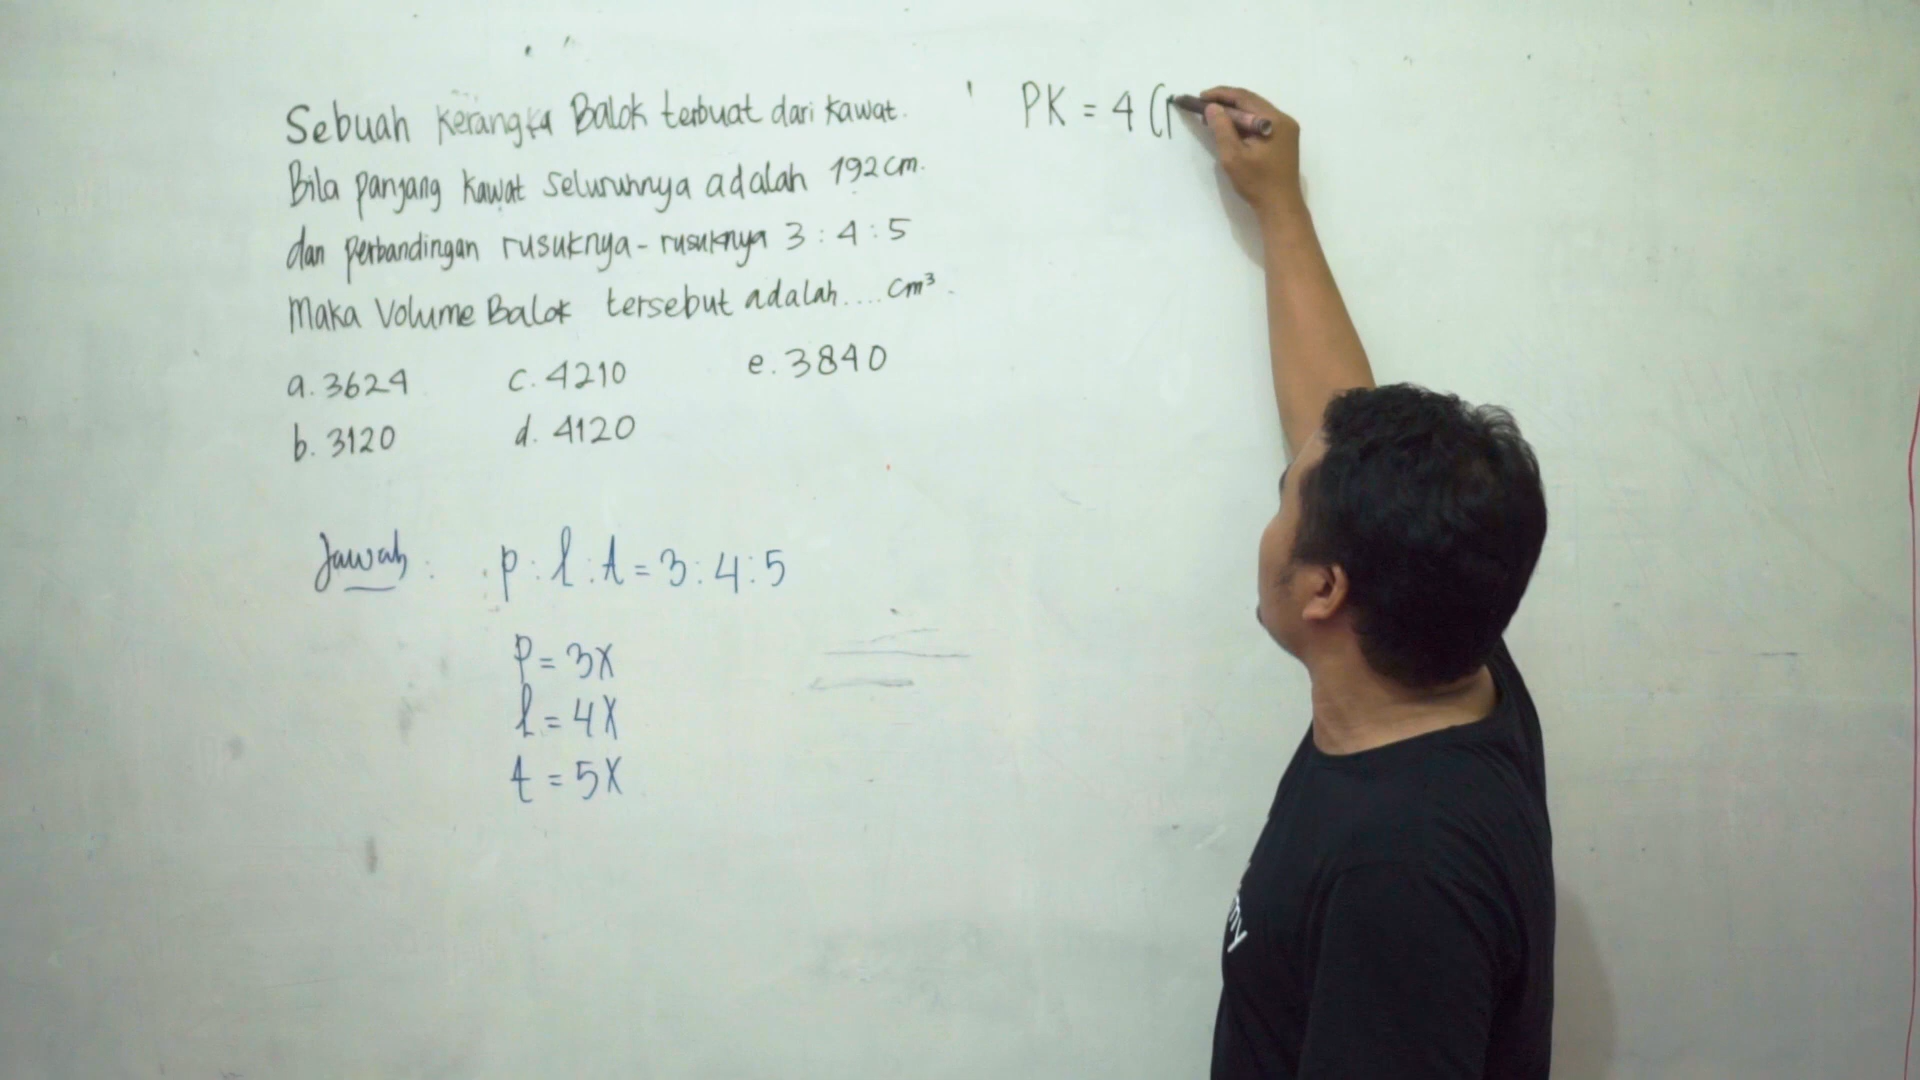 Sebuah kerangka Balok terbuat dari kawat.
Bila panjang kawat seluruhnya adalah 192 cm.
dan perbandingan rusuknya - rusuknya 3 : 4 : 5
Maka Volume Balok tersebut adalah .... cm³.
a. 3624 c. 4210 e. 3840
b. 3120 d. 4120
Jawab : p : l : t = 3 : 4 : 5
p = 3x
l = 4x
t = 5x
PK = 4 (p
my